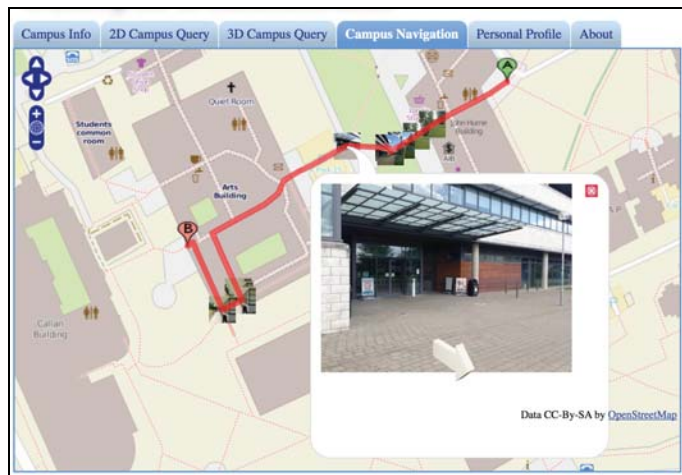 Campus Info
2D Campus Query
3D Campus Query
Campus Navigation
Personal Profile
About
A
Quiet Room
Students
common
room
John Hume
Building
AIB
Arts
Building
B
Callan
Building
Data CC-By-SA by OpenStreetMap